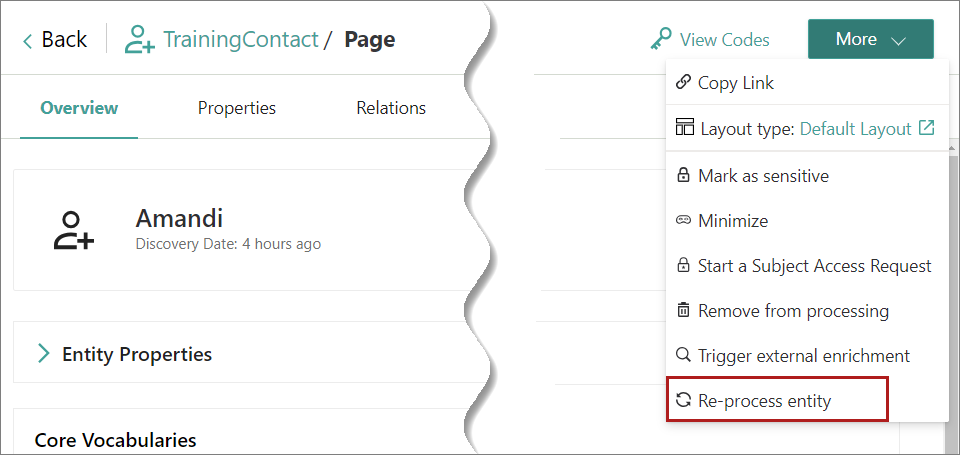 Back TrainingContact / Page View Codes More
Copy Link
Overview Properties Relations
Layout type: Default Layout
Mark as sensitive
Amandi
Minimize
Discovery Date: 4 hours ago
Start a Subject Access Request
Remove from processing
Entity Properties
Trigger external enrichment
Re-process entity
Core Vocabularies